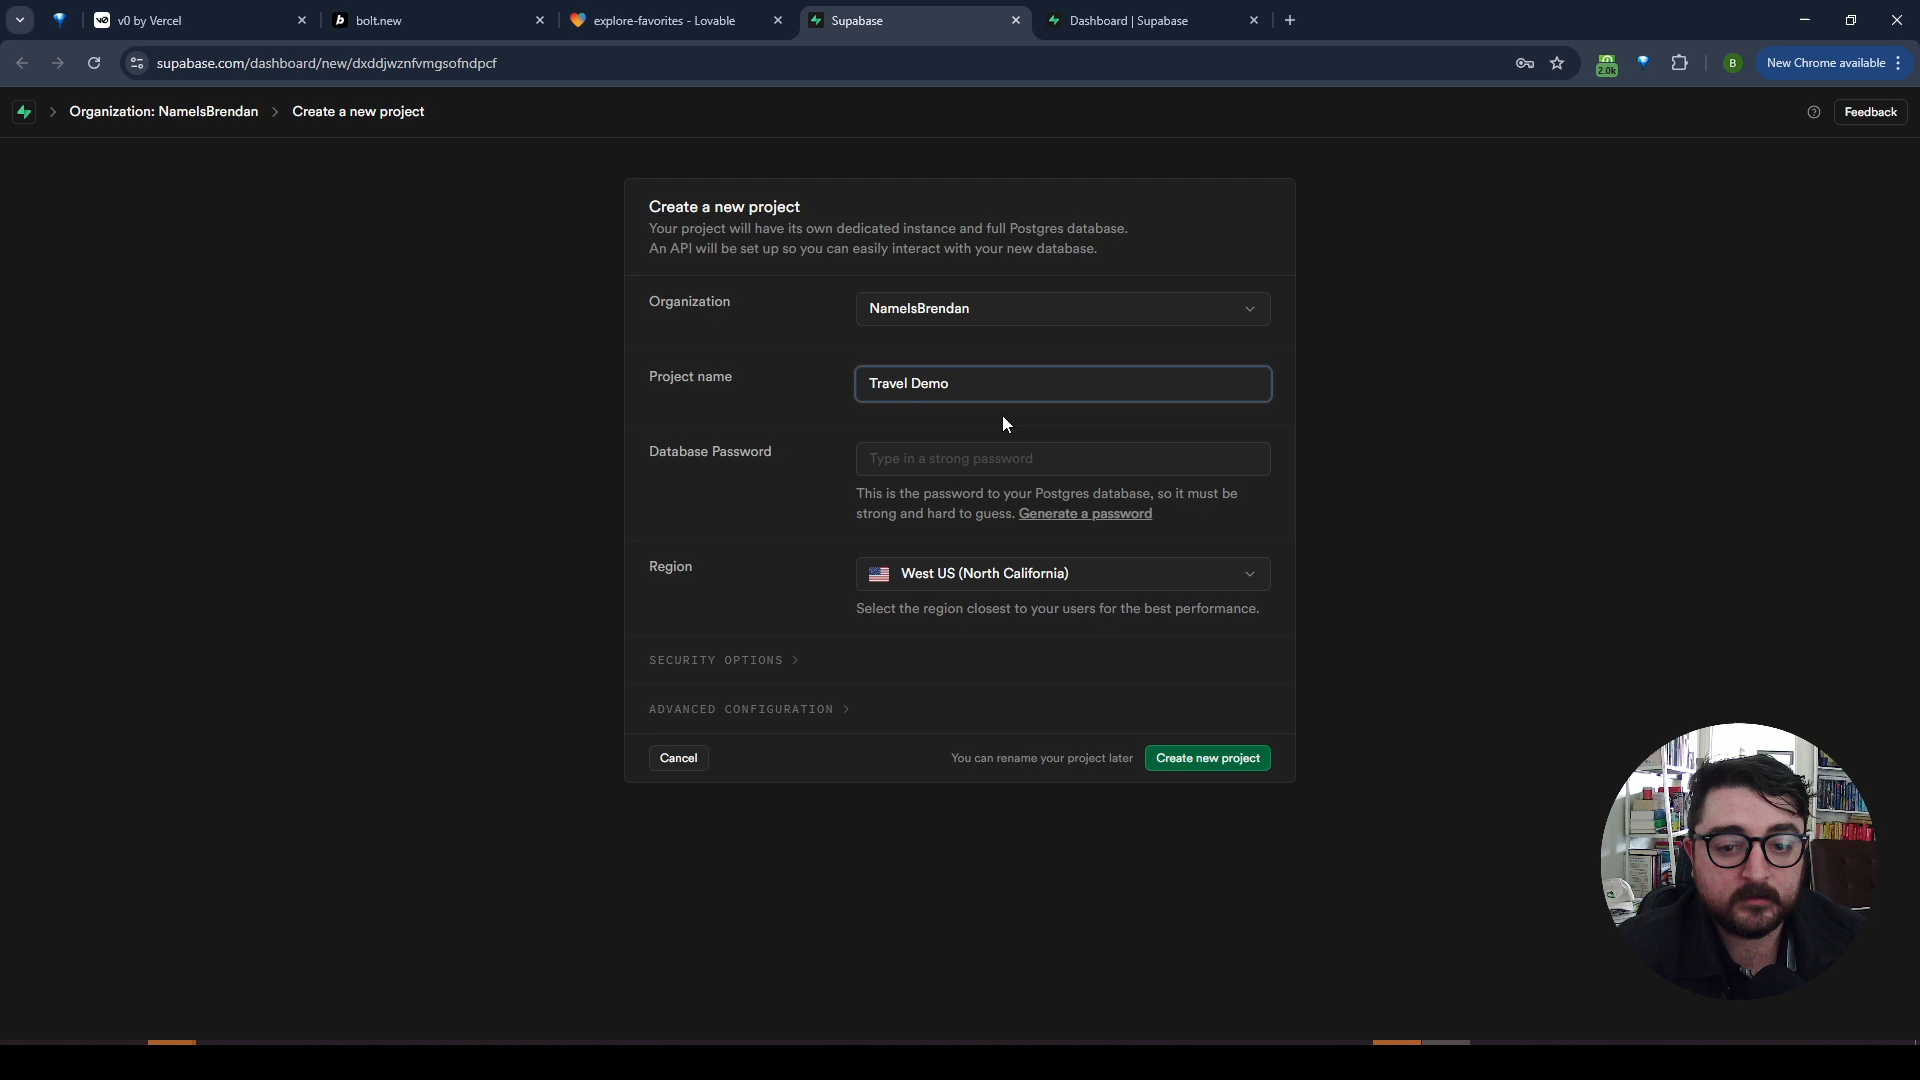 v0 by Vercel
bolt.new
explore-favorites - Lovable
Supabase
Dashboard | Supabase
supabase.com/dashboard/new/dxddjwznfvmgsofndpcf
2.0k
B
New Chrome available
Organization: NameIsBrendan
Create a new project
Feedback
Create a new project
Your project will have its own dedicated instance and full Postgres database.
An API will be set up so you can easily interact with your new database.
Organization
NameIsBrendan
Project name
Travel Demo
Database Password
Type in a strong password
This is the password to your Postgres database, so it must be
strong and hard to guess. Generate a password
Region
West US (North California)
Select the region closest to your users for the best performance.
SECURITY OPTIONS
ADVANCED CONFIGURATION
Cancel
You can rename your project later
Create new project